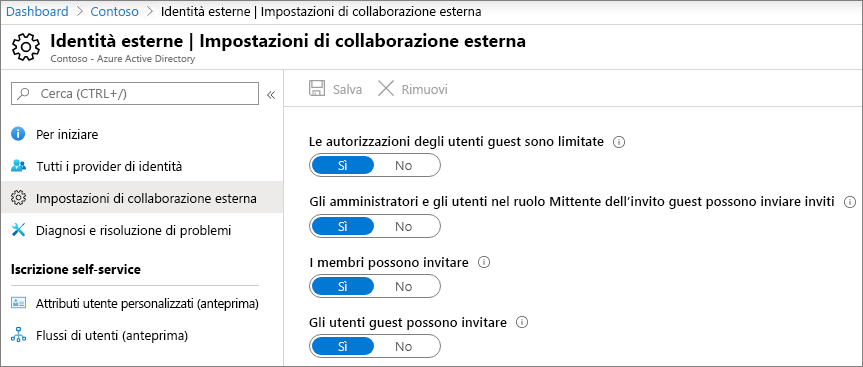 Dashboard > Contoso > Identità esterne | Impostazioni di collaborazione esterna
Identità esterne | Impostazioni di collaborazione esterna
Contoso - Azure Active Directory
Cerca (CTRL+/)
«
Per iniziare
Tutti i provider di identità
Impostazioni di collaborazione esterna
Diagnosi e risoluzione di problemi
Iscrizione self-service
Attributi utente personalizzati (anteprima)
Flussi di utenti (anteprima)
Salva Rimuovi
Le autorizzazioni degli utenti guest sono limitate
Sì No
Gli amministratori e gli utenti nel ruolo Mittente dell'invito guest possono inviare inviti
Sì No
I membri possono invitare
Sì No
Gli utenti guest possono invitare
Sì No